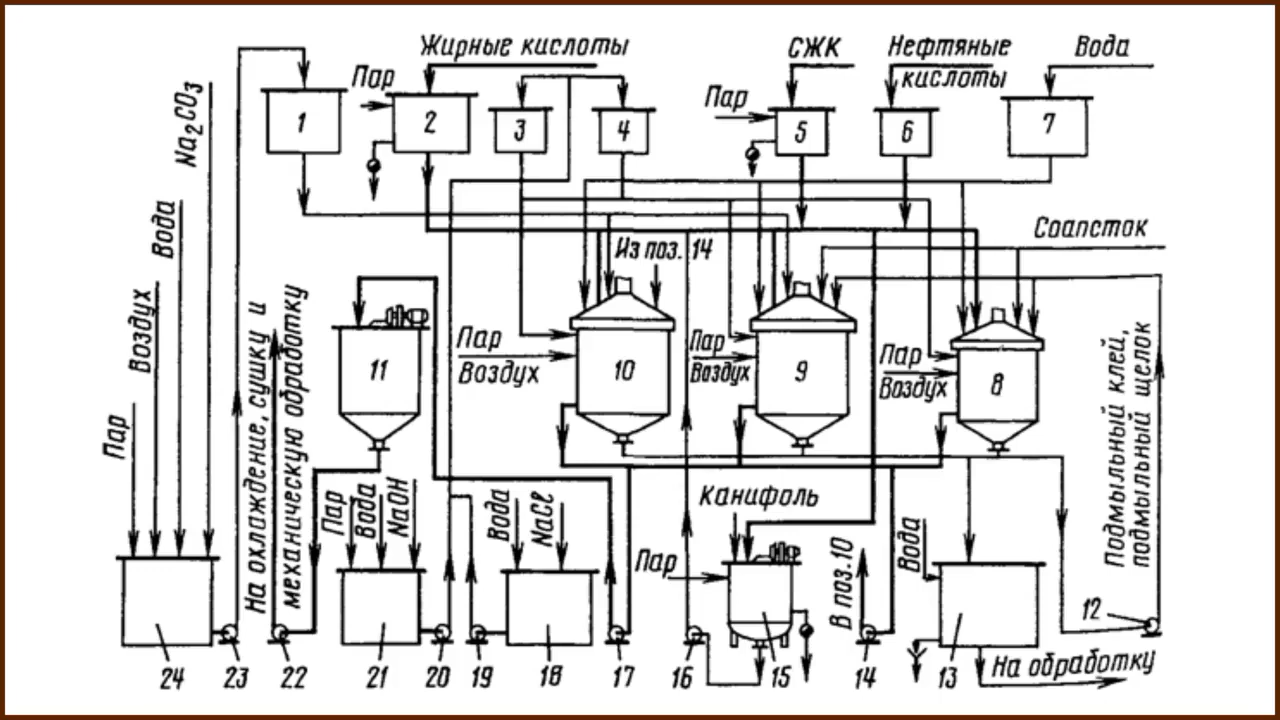 Жирные кислоты
СЖК
Нефтяные
кислоты
Вода
Пар
Пар
Na2CO3
1
2
3
4
5
6
7
Вода
Соапсток
Из поз. 14
Воздух
На охлаждение, сушку и
механическую обработку
Пар
Воздух
Пар
Воздух
Пар
Воздух
11
10
9
8
Подмыльный клей,
подмыльный щелок
Пар
Пар
Вода
NaOH
Вода
NaCl
Канифоль
Пар
В поз. 10
Вода
12
На обработку
24
23
22
21
20
19
18
17
16
15
14
13